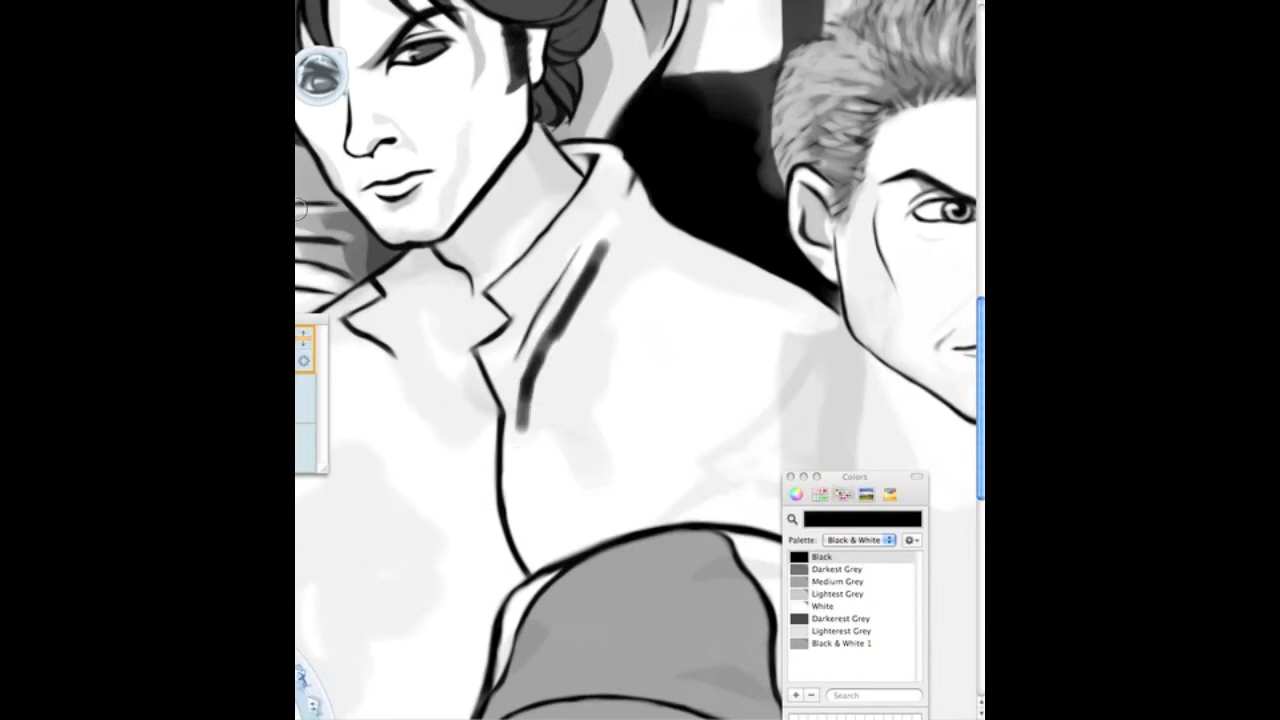 Colors
Palette: Black & White
Black
Darkest Grey
Medium Grey
Lightest Grey
White
Darkerest Grey
Lighterest Grey
Black & White 1
Search